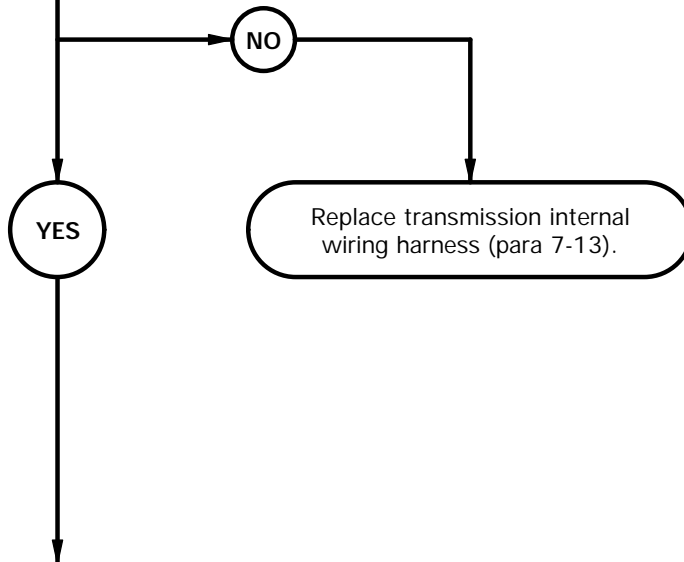 NO
YES
Replace transmission internal
wiring harness (para 7-13).